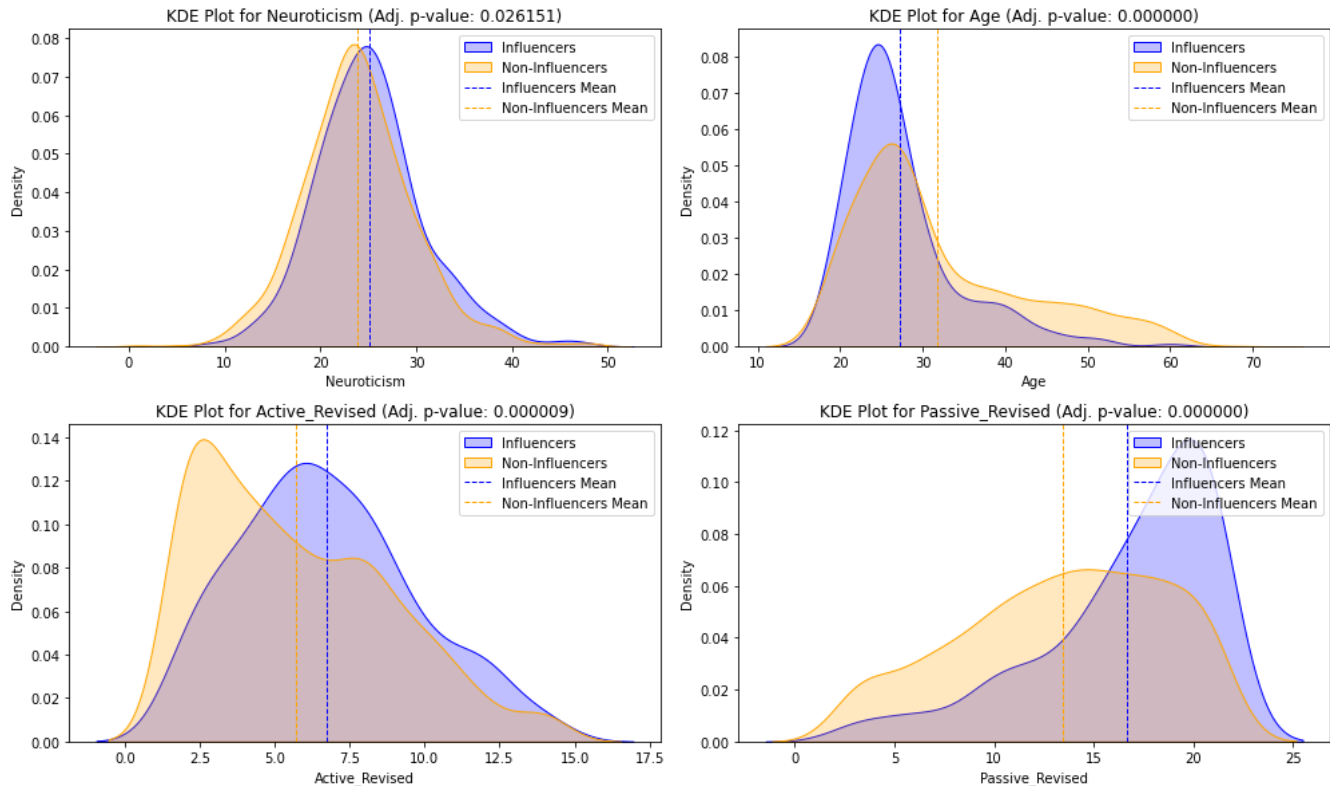 KDE Plot for Neuroticism (Adj. p-value: 0.026151)
0.08
0.07
0.06
0.05
0.04
0.03
0.02
0.01
0.00
Density
Influencers
Non-Influencers
Influencers Mean
Non-Influencers Mean
0 10 20 30 40 50
Neuroticism
KDE Plot for Age (Adj. p-value: 0.000000)
0.08
0.07
0.06
0.05
0.04
0.03
0.02
0.01
0.00
Density
Influencers
Non-Influencers
Influencers Mean
Non-Influencers Mean
10 20 30 40 50 60 70
Age
KDE Plot for Active_Revised (Adj. p-value: 0.000009)
0.14
0.12
0.10
0.08
0.06
0.04
0.02
0.00
Density
Influencers
Non-Influencers
Influencers Mean
Non-Influencers Mean
0.0 2.5 5.0 7.5 10.0 12.5 15.0 17.5
Active_Revised
KDE Plot for Passive_Revised (Adj. p-value: 0.000000)
0.12
0.10
0.08
0.06
0.04
0.02
0.00
Density
Influencers
Non-Influencers
Influencers Mean
Non-Influencers Mean
0 5 10 15 20 25
Passive_Revised